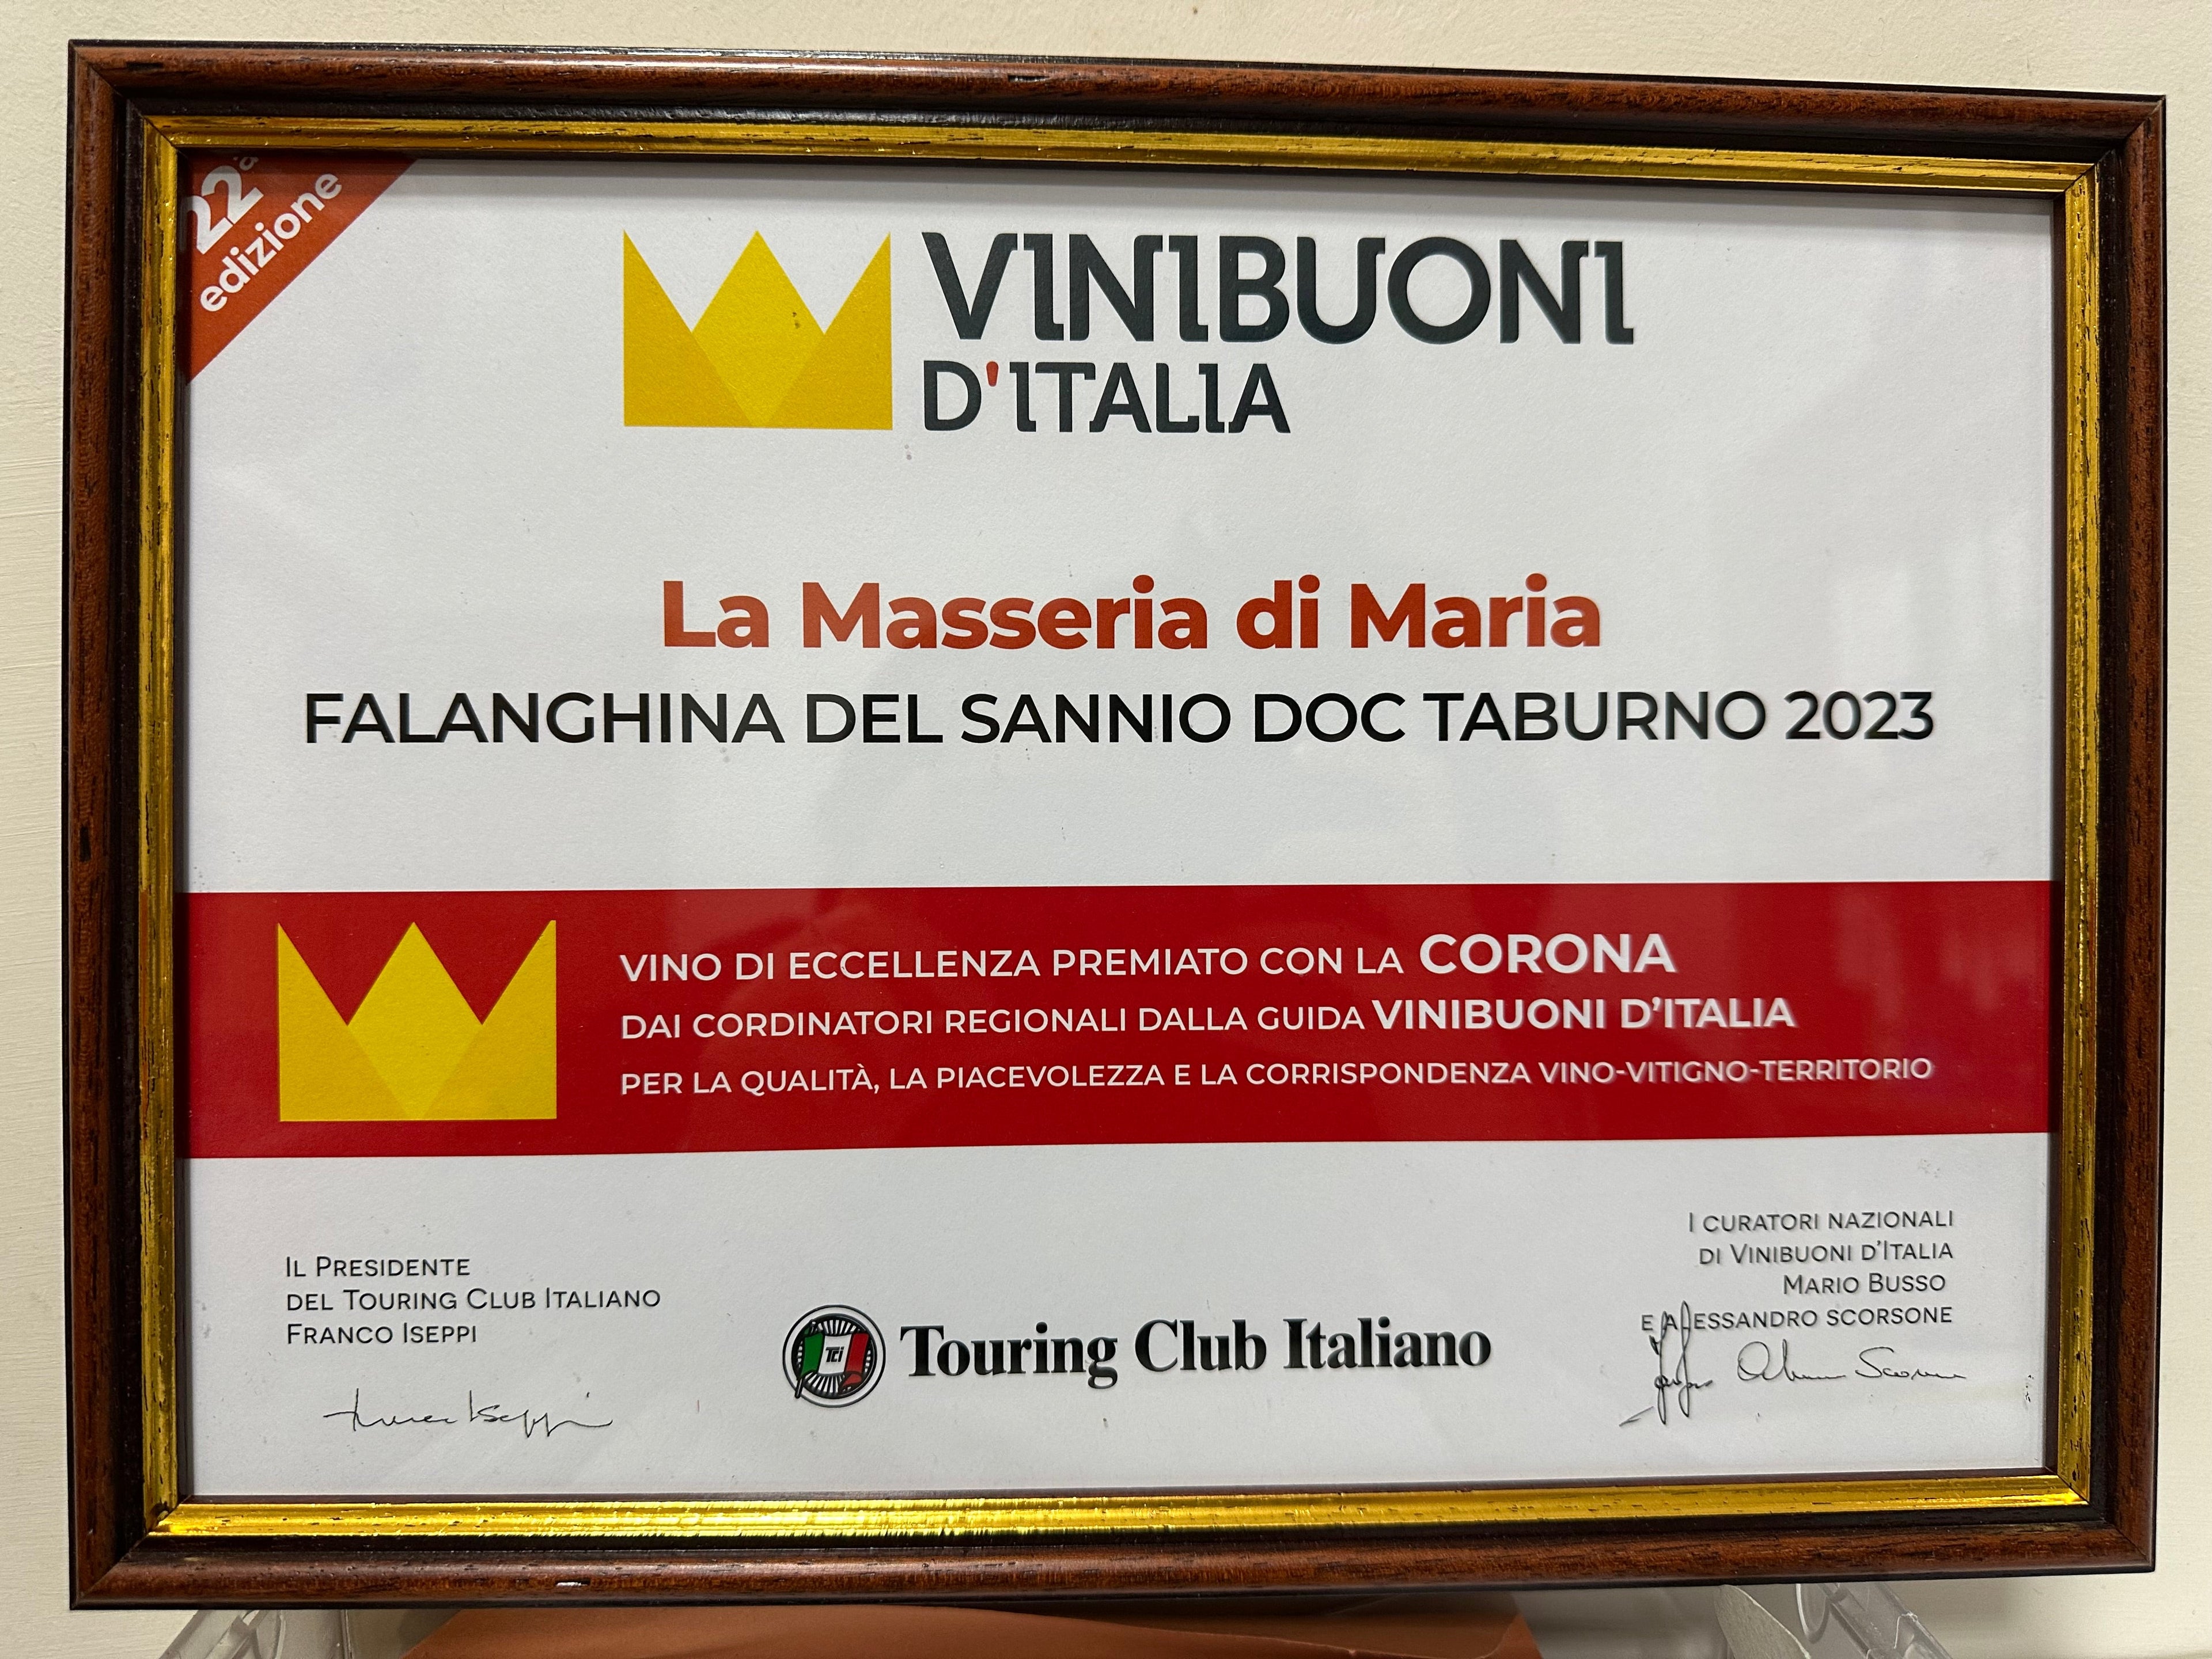 22ª
edizione
VINIBUONI
D'ITALIA
La Masseria di Maria
FALANGHINA DEL SANNIO DOC TABURNO 2023
VINO DI ECCELLENZA PREMIATO CON LA CORONA
DAI CORDINATORI REGIONALI DALLA GUIDA VINIBUONI D'ITALIA
PER LA QUALITÀ, LA PIACEVOLEZZA E LA CORRISPONDENZA VINO-VITIGNO-TERRITORIO
IL PRESIDENTE
DEL TOURING CLUB ITALIANO
FRANCO ISEPPI
Franco Iseppi
Tci
Touring Club Italiano
I CURATORI NAZIONALI
DI VINIBUONI D'ITALIA
MARIO BUSSO
E ALESSANDRO SCORSONE